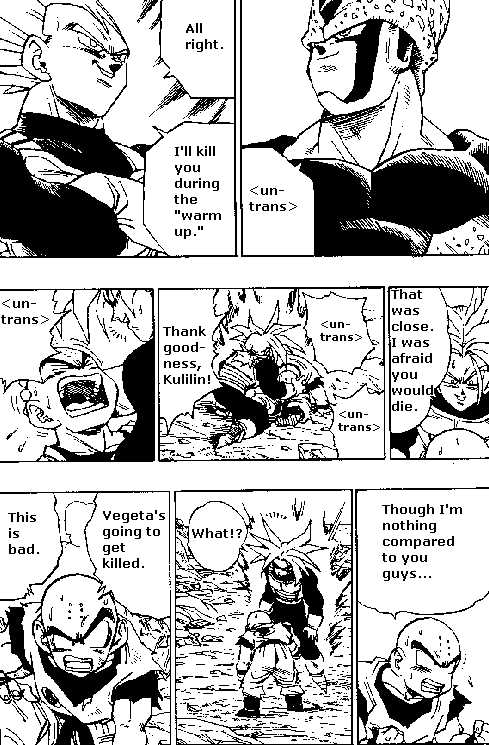 All
right.
I'll kill
you
during
the
"warm
up."
<un-
trans>
<un-
trans>
Thank
good-
ness,
Kulilin!
<un-
trans>
<un-
trans>
That
was
close.
I was
afraid
you
would
die.
This
is
bad.
Vegeta's
going to
get
killed.
What!?
Though I'm
nothing
compared
to you
guys...